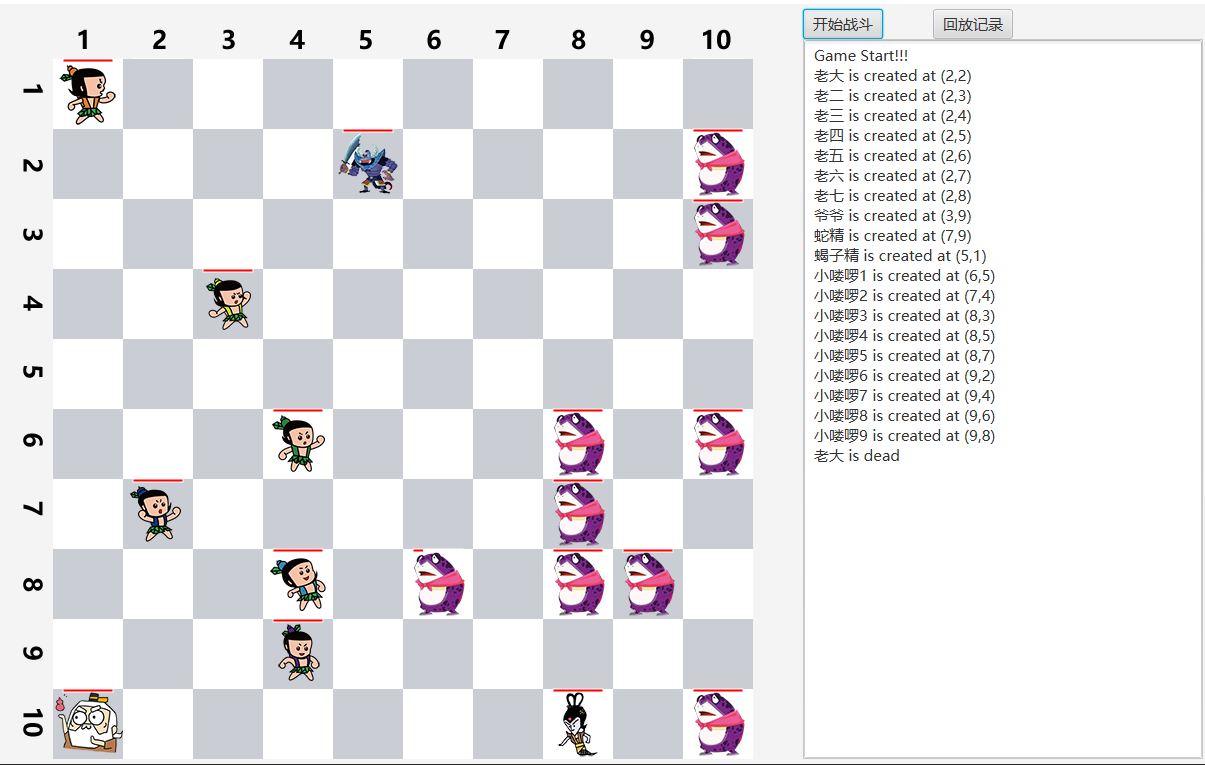 1 2 3 4 5 6 7 8 9 10
1
2
3
4
5
6
7
8
9
10
开始战斗
回放记录
Game Start!!!
老大 is created at (2,2)
老二 is created at (2,3)
老三 is created at (2,4)
老四 is created at (2,5)
老五 is created at (2,6)
老六 is created at (2,7)
老七 is created at (2,8)
爷爷 is created at (3,9)
蛇精 is created at (7,9)
蝎子精 is created at (5,1)
小喽啰1 is created at (6,5)
小喽啰2 is created at (7,4)
小喽啰3 is created at (8,3)
小喽啰4 is created at (8,5)
小喽啰5 is created at (8,7)
小喽啰6 is created at (9,2)
小喽啰7 is created at (9,4)
小喽啰8 is created at (9,6)
小喽啰9 is created at (9,8)
老大 is dead